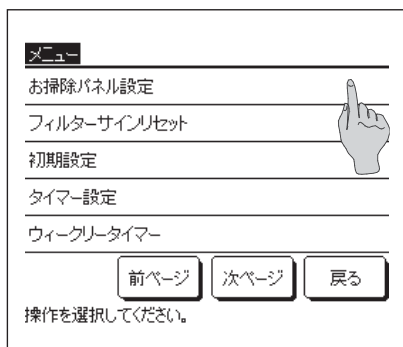 メニュー
お掃除パネル設定
フィルターサインリセット
初期設定
タイマー設定
ウィークリータイマー
前ページ 次ページ 戻る
操作を選択してください。